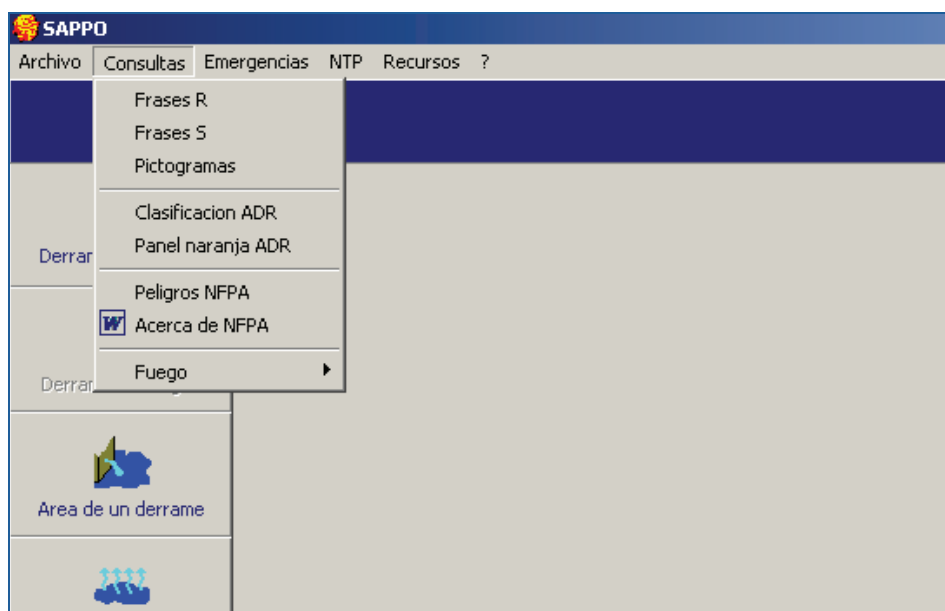 SAPPO
Archivo Consultas Emergencias NTP Recursos ?
Frases R
Frases S
Pictogramas
Clasificacion ADR
Panel naranja ADR
Peligros NFPA
W Acerca de NFPA
Fuego
Area de un derrame